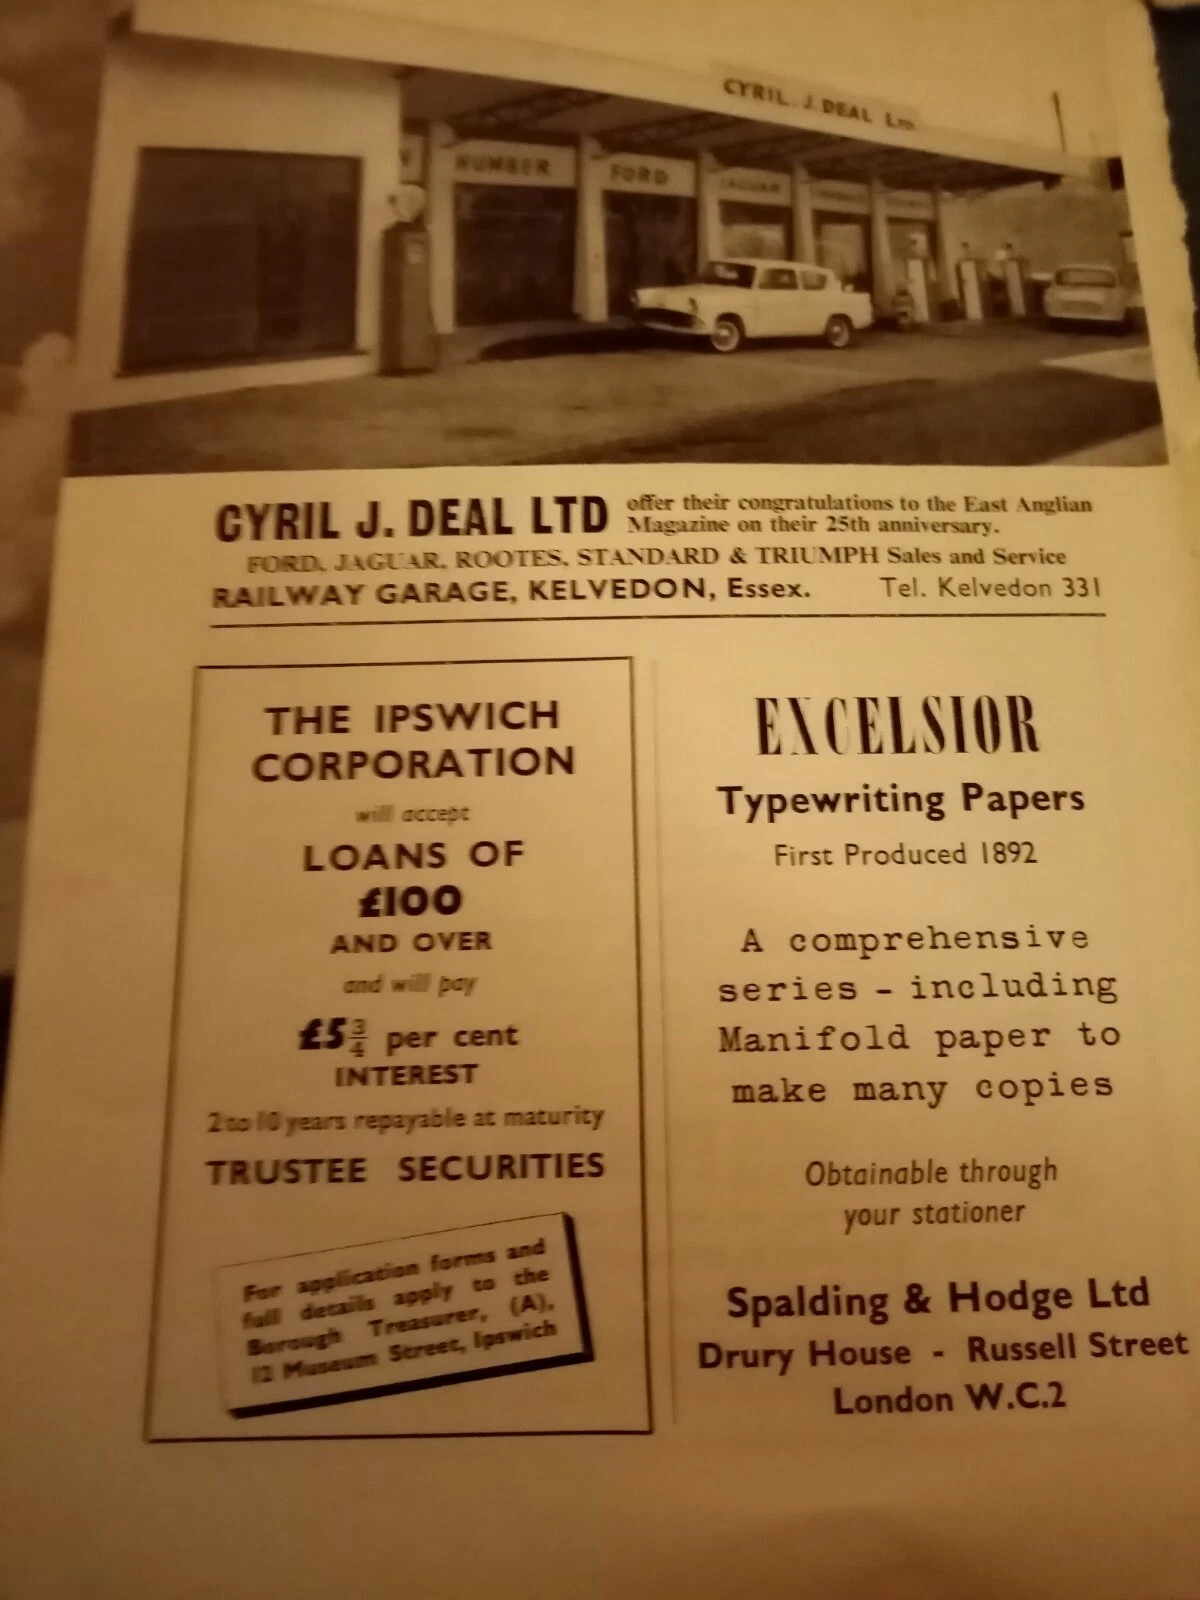 CYRIL. J. DEAL LTD.
HUMBER
FORD
JAGUAR
STANDARD
CYRIL J. DEAL LTD
offer their congratulations to the East Anglian
Magazine on their 25th anniversary.
FORD, JAGUAR, ROOTES, STANDARD & TRIUMPH Sales and Service
RAILWAY GARAGE, KELVEDON, Essex. Tel. Kelvedon 331
THE IPSWICH
CORPORATION
will accept
LOANS OF
£100
AND OVER
and will pay
£5¾ per cent
INTEREST
2 to 10 years repayable at maturity
TRUSTEE SECURITIES
For application forms and
full details apply to the
Borough Treasurer, (A),
12 Museum Street, Ipswich
EXCELSIOR
Typewriting Papers
First Produced 1892
A comprehensive
series - including
Manifold paper to
make many copies
Obtainable through
your stationer
Spalding & Hodge Ltd
Drury House - Russell Street
London W.C.2